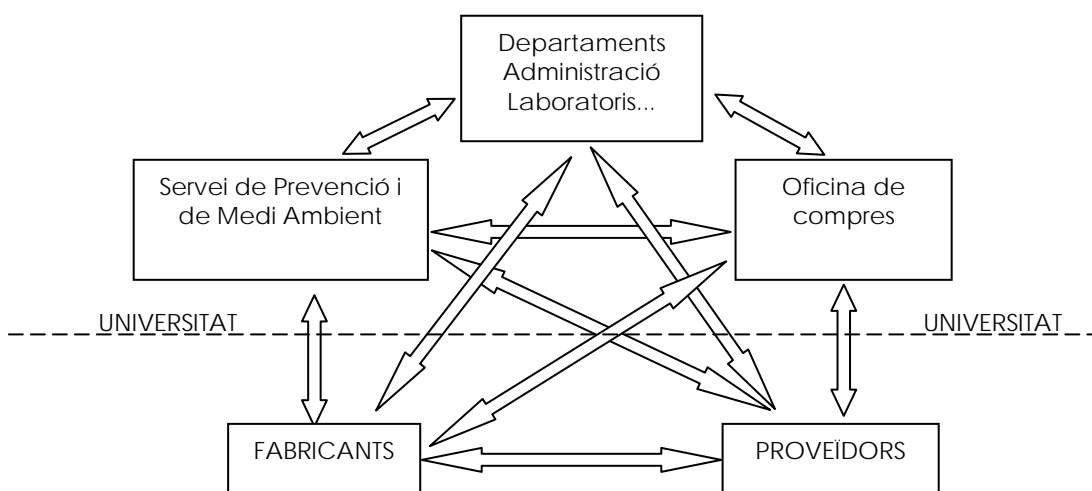 Departaments
Administració
Laboratoris...
Servei de Prevenció i
de Medi Ambient
Oficina de
compres
UNIVERSITAT
UNIVERSITAT
FABRICANTS
PROVEÏDORS